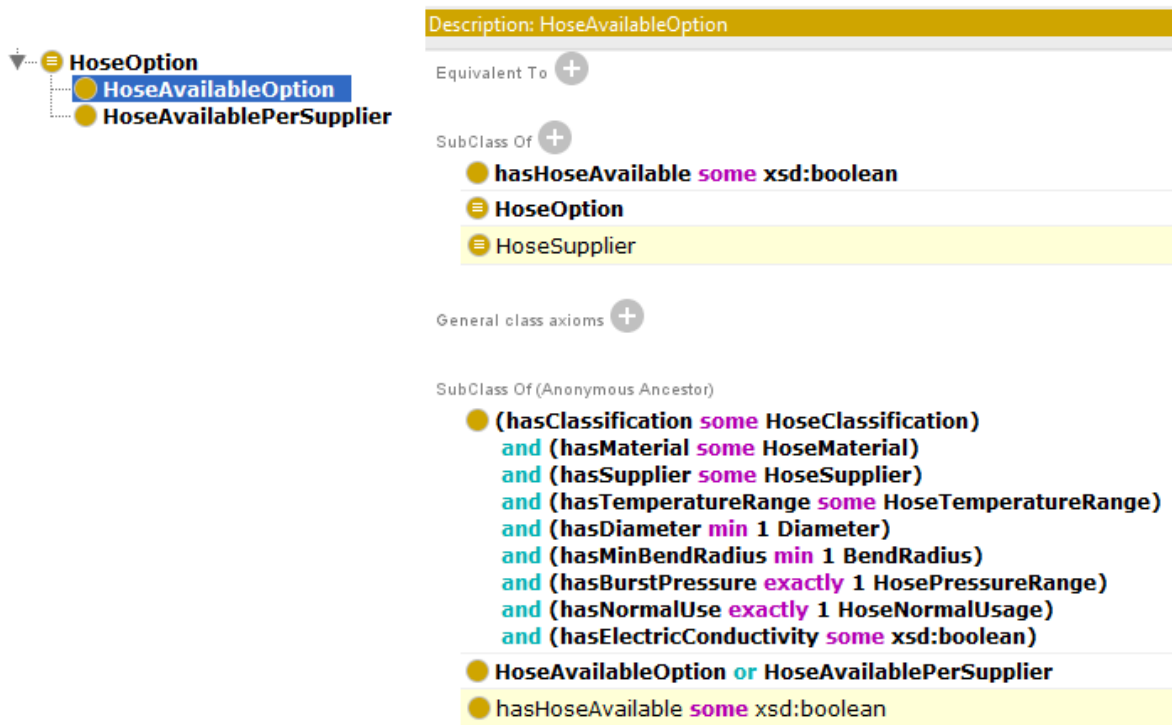 HoseOption
HoseAvailableOption
HoseAvailablePerSupplier
Description: HoseAvailableOption
Equivalent To
SubClass Of
hasHoseAvailable some xsd:boolean
HoseOption
HoseSupplier
General class axioms
SubClass Of (Anonymous Ancestor)
(hasClassification some HoseClassification)
and (hasMaterial some HoseMaterial)
and (hasSupplier some HoseSupplier)
and (hasTemperatureRange some HoseTemperatureRange)
and (hasDiameter min 1 Diameter)
and (hasMinBendRadius min 1 BendRadius)
and (hasBurstPressure exactly 1 HosePressureRange)
and (hasNormalUse exactly 1 HoseNormalUsage)
and (hasElectricConductivity some xsd:boolean)
HoseAvailableOption or HoseAvailablePerSupplier
hasHoseAvailable some xsd:boolean